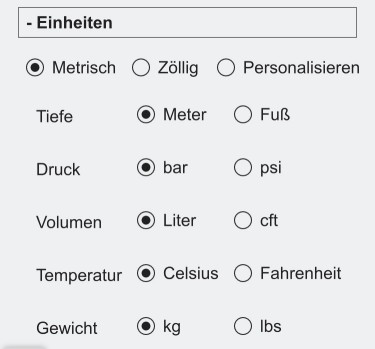 - Einheiten
Metrisch Zöllig Personalisieren
Tiefe Meter Fuß
Druck bar psi
Volumen Liter cft
Temperatur Celsius Fahrenheit
Gewicht kg lbs